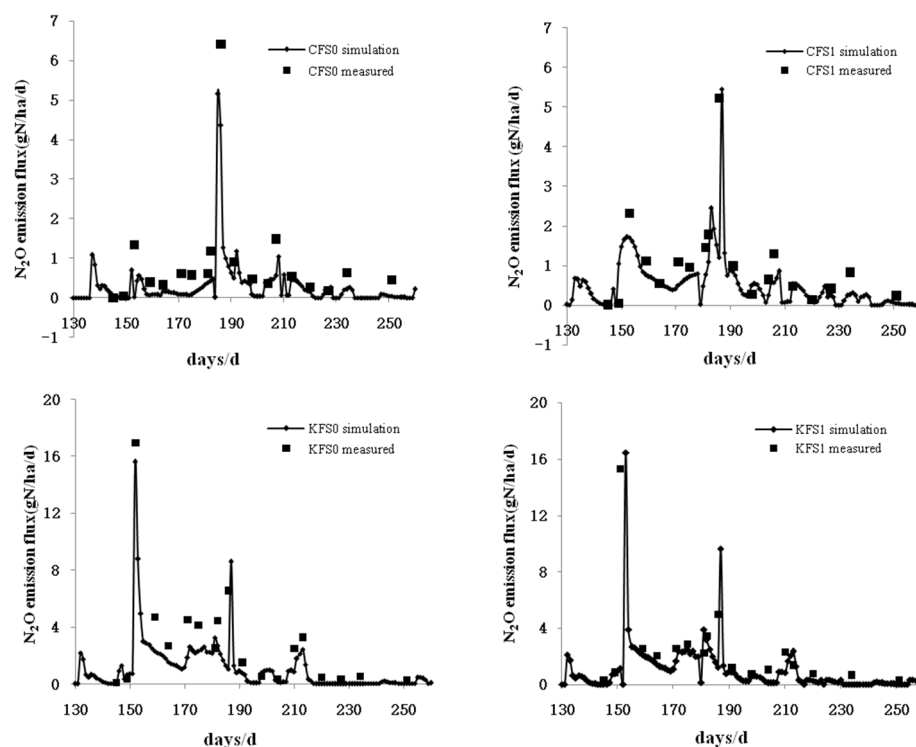 N2O emission flux(gN/ha/d)
7
6
5
4
3
2
1
0
−1
CFS0 simulation
CFS0 measured
130 150 170 190 210 230 250
days/d
N2O emission flux(gN/ha/d)
7
6
5
4
3
2
1
0
−1
CFS1 simulation
CFS1 measured
130 150 170 190 210 230 250
days/d
N2O emission flux(gN/ha/d)
20
16
12
8
4
0
KFS0 simulation
KFS0 measured
130 150 170 190 210 230 250
days/d
N2O emission flux(gN/ha/d)
20
16
12
8
4
0
KFS1 simulation
KFS1 measured
130 150 170 190 210 230 250
days/d